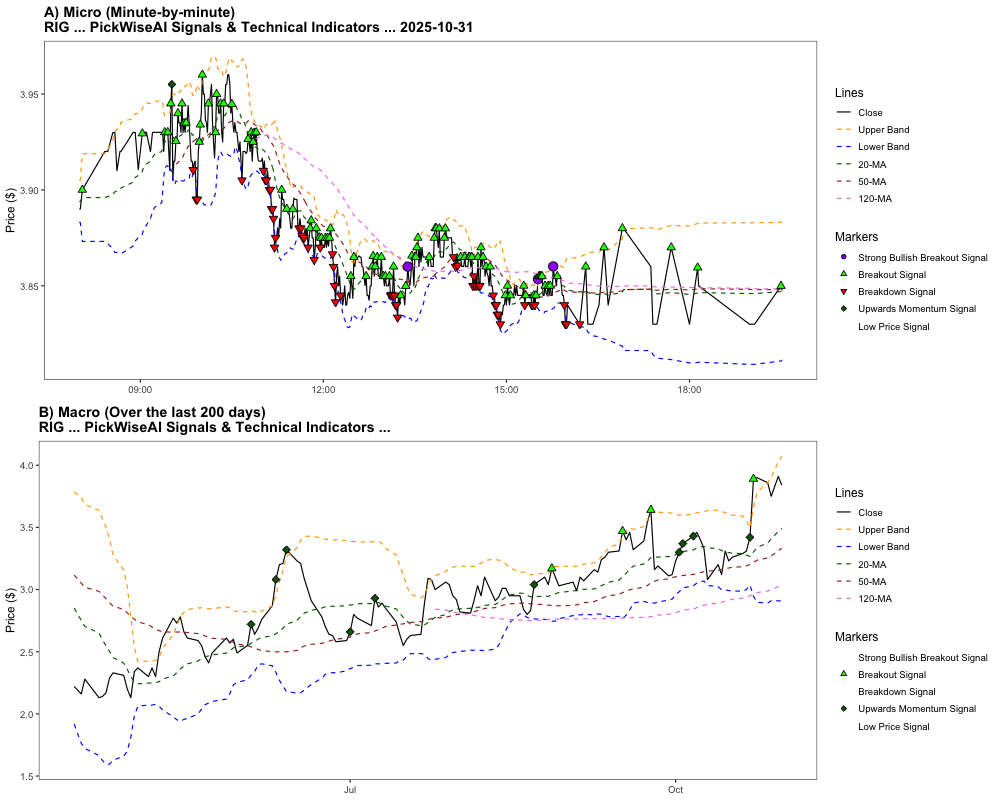 A) Micro (Minute-by-minute)
RIG ... PickWiseAI Signals & Technical Indicators ... 2025-10-31
Price ($)
3.95
3.90
3.85
09:00
12:00
15:00
18:00
Lines
Close
Upper Band
Lower Band
20-MA
50-MA
120-MA
Markers
Strong Bullish Breakout Signal
Breakout Signal
Breakdown Signal
Upwards Momentum Signal
Low Price Signal
B) Macro (Over the last 200 days)
RIG ... PickWiseAI Signals & Technical Indicators ...
Price ($)
4.0
3.5
3.0
2.5
2.0
1.5
Jul
Oct
Lines
Close
Upper Band
Lower Band
20-MA
50-MA
120-MA
Markers
Strong Bullish Breakout Signal
Breakout Signal
Breakdown Signal
Upwards Momentum Signal
Low Price Signal